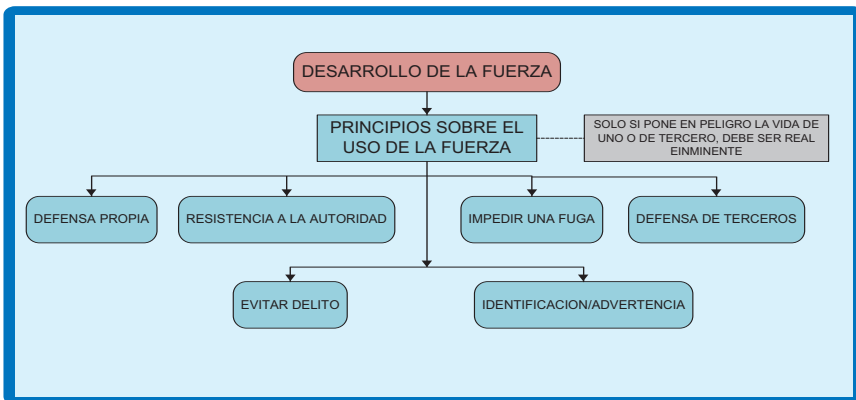 DESARROLLO DE LA FUERZA
PRINCIPIOS SOBRE EL
USO DE LA FUERZA
SOLO SI PONE EN PELIGRO LA VIDA DE
UNO O DE TERCERO, DEBE SER REAL
EINMINENTE
DEFENSA PROPIA
RESISTENCIA A LA AUTORIDAD
IMPEDIR UNA FUGA
DEFENSA DE TERCEROS
EVITAR DELITO
IDENTIFICACION/ADVERTENCIA